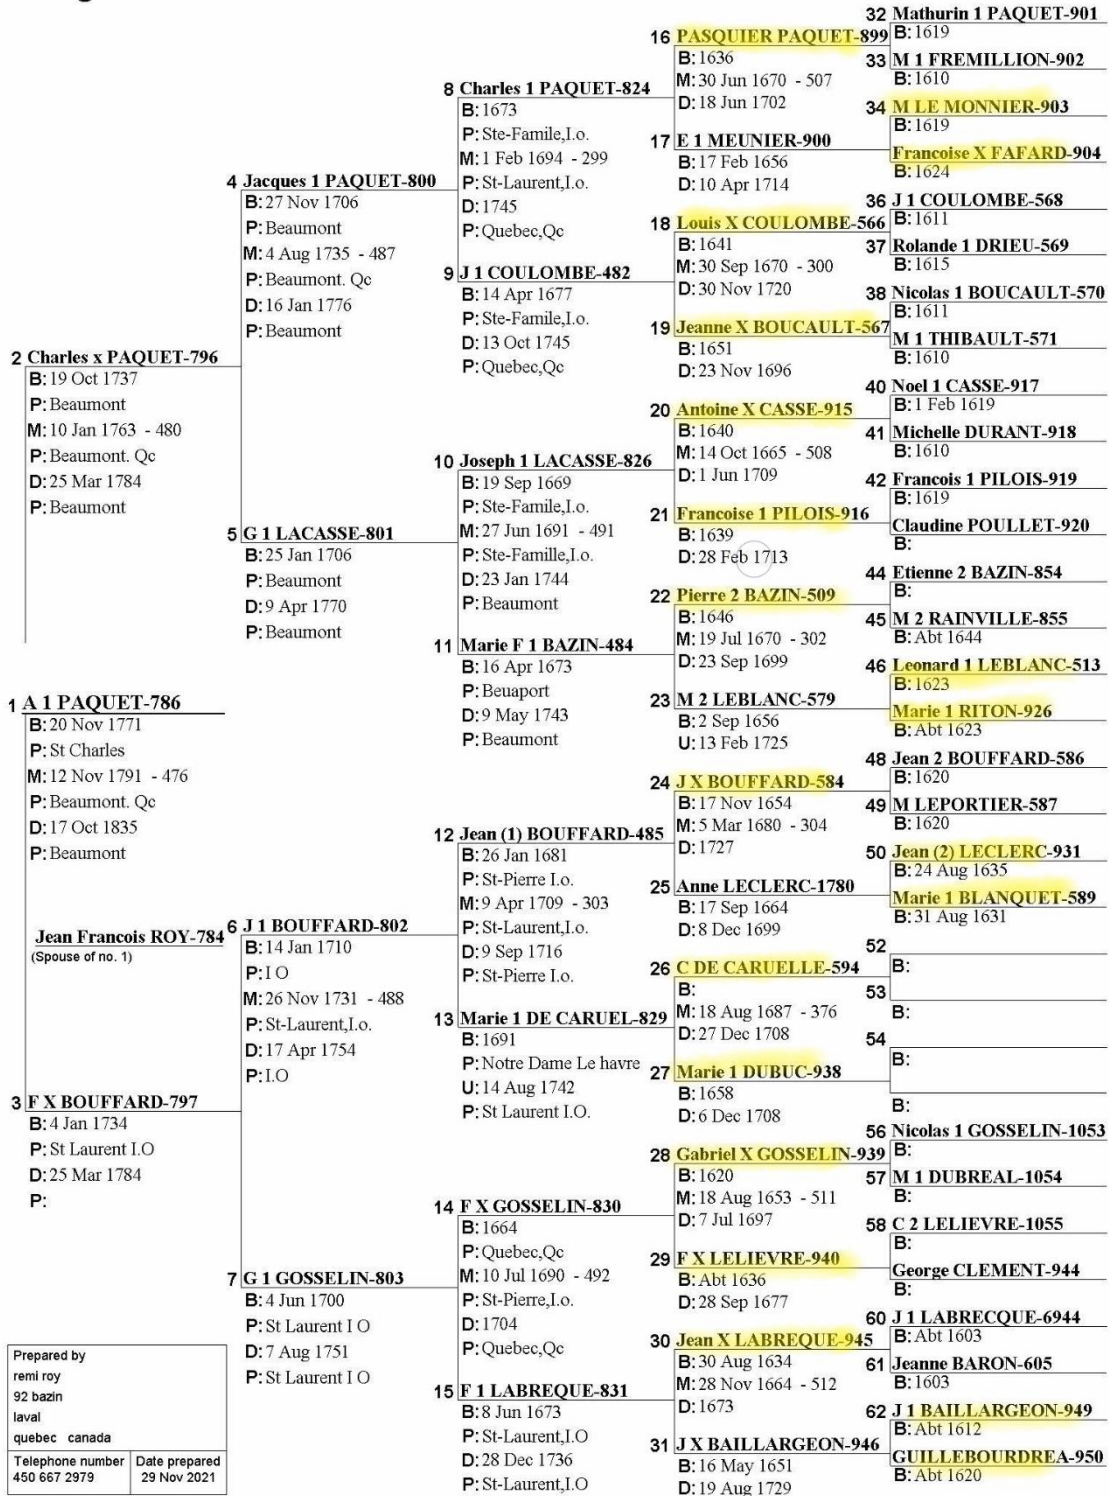 1 A 1 PAQUET-786
B: 20 Nov 1771
P: St Charles
M: 12 Nov 1791 - 476
P: Beaumont. Qc
D: 17 Oct 1835
P: Beaumont
Jean Francois ROY-784
(Spouse of no. 1)
2 Charles x PAQUET-796
B: 19 Oct 1737
P: Beaumont
M: 10 Jan 1763 - 480
P: Beaumont. Qc
D: 25 Mar 1784
P: Beaumont
3 F X BOUFFARD-797
B: 4 Jan 1734
P: St Laurent I.O
D: 25 Mar 1784
P:
4 Jacques 1 PAQUET-800
B: 27 Nov 1706
P: Beaumont
M: 4 Aug 1735 - 487
P: Beaumont. Qc
D: 16 Jan 1776
P: Beaumont
5 G 1 LACASSE-801
B: 25 Jan 1706
P: Beaumont
D: 9 Apr 1770
P: Beaumont
6 J 1 BOUFFARD-802
B: 14 Jan 1710
P: I O
M: 26 Nov 1731 - 488
P: St-Laurent,I.o.
D: 17 Apr 1754
P: I.O
7 G 1 GOSSELIN-803
B: 4 Jun 1700
P: St Laurent I O
D: 7 Aug 1751
P: St Laurent I O
8 Charles 1 PAQUET-824
B: 1673
P: Ste-Famile,I.o.
M: 1 Feb 1694 - 299
P: St-Laurent,I.o.
D: 1745
P: Quebec,Qc
9 J 1 COULOMBE-482
B: 14 Apr 1677
P: Ste-Famile,I.o.
D: 13 Oct 1745
P: Quebec,Qc
10 Joseph 1 LACASSE-826
B: 19 Sep 1669
P: Ste-Famile,I.o.
M: 27 Jun 1691 - 491
P: Ste-Famille,I.o.
D: 23 Jan 1744
P: Beaumont
11 Marie F 1 BAZIN-484
B: 16 Apr 1673
P: Beuaport
D: 9 May 1743
P: Beaumont
12 Jean (1) BOUFFARD-485
B: 26 Jan 1681
P: St-Pierre I.o.
M: 9 Apr 1709 - 303
P: St-Laurent,I.o.
D: 9 Sep 1716
P: St-Pierre I.o.
13 Marie 1 DE CARUEL-829
B: 1691
P: Notre Dame Le havre
U: 14 Aug 1742
P: St Laurent I.O.
14 F X GOSSELIN-830
B: 1664
P: Quebec,Qc
M: 10 Jul 1690 - 492
P: St-Pierre,I.o.
D: 1704
P: Quebec,Qc
15 F 1 LABREQUE-831
B: 8 Jun 1673
P: St-Laurent,I.O
D: 28 Dec 1736
P: St-Laurent,I.O
16 PASQUIER PAQUET-899
B: 1636
M: 30 Jun 1670 - 507
D: 18 Jun 1702
17 E 1 MEUNIER-900
B: 17 Feb 1656
D: 10 Apr 1714
18 Louis X COULOMBE-566
B: 1641
M: 30 Sep 1670 - 300
D: 30 Nov 1720
19 Jeanne X BOUCAULT-567
B: 1651
D: 23 Nov 1696
20 Antoine X CASSE-915
B: 1640
M: 14 Oct 1665 - 508
D: 1 Jun 1709
21 Francoise 1 PILOIS-916
B: 1639
D: 28 Feb 1713
22 Pierre 2 BAZIN-509
B: 1646
M: 19 Jul 1670 - 302
D: 23 Sep 1699
23 M 2 LEBLANC-579
B: 2 Sep 1656
U: 13 Feb 1725
24 J X BOUFFARD-584
B: 17 Nov 1654
M: 5 Mar 1680 - 304
D: 1727
25 Anne LECLERC-1780
B: 17 Sep 1664
D: 8 Dec 1699
26 C DE CARUELLE-594
B:
M: 18 Aug 1687 - 376
D: 27 Dec 1708
27 Marie 1 DUBUC-938
B: 1658
D: 6 Dec 1708
28 Gabriel X GOSSELIN-939
B: 1620
M: 18 Aug 1653 - 511
D: 7 Jul 1697
29 F X LELIEVRE-940
B: Abt 1636
D: 28 Sep 1677
30 Jean X LABREQUE-945
B: 30 Aug 1634
M: 28 Nov 1664 - 512
D: 1673
31 J X BAILLARGEON-946
B: 16 May 1651
D: 19 Aug 1729
32 Mathurin 1 PAQUET-901
B: 1619
33 M 1 FREMILLION-902
B: 1610
34 M LE MONNIER-903
B: 1619
Francoise X FAFARD-904
B: 1624
36 J 1 COULOMBE-568
B: 1611
37 Rolande 1 DRIEU-569
B: 1615
38 Nicolas 1 BOUCAULT-570
B: 1611
M 1 THIBAULT-571
B: 1610
40 Noel 1 CASSE-917
B: 1 Feb 1619
41 Michelle DURANT-918
B: 1610
42 Francois 1 PILOIS-919
B: 1619
Claudine POULLET-920
B:
44 Etienne 2 BAZIN-854
B:
45 M 2 RAINVILLE-855
B: Abt 1644
46 Leonard 1 LEBLANC-513
B: 1623
Marie 1 RITON-926
B: Abt 1623
48 Jean 2 BOUFFARD-586
B: 1620
49 M LEPORTIER-587
B: 1620
50 Jean (2) LECLERC-931
B: 24 Aug 1635
Marie 1 BLANQUET-589
B: 31 Aug 1631
52
B:
53
B:
54
B:
B:
56 Nicolas 1 GOSSELIN-1053
B:
57 M 1 DUBREAL-1054
B:
58 C 2 LELIEVRE-1055
B:
George CLEMENT-944
B:
60 J 1 LABRECQUE-6944
B: Abt 1603
61 Jeanne BARON-605
B: 1603
62 J 1 BAILLARGEON-949
B: Abt 1612
GUILLEBOURDREA-950
B: Abt 1620
Prepared by
remi roy
92 bazin
laval
quebec canada
Telephone number
450 667 2979
Date prepared
29 Nov 2021